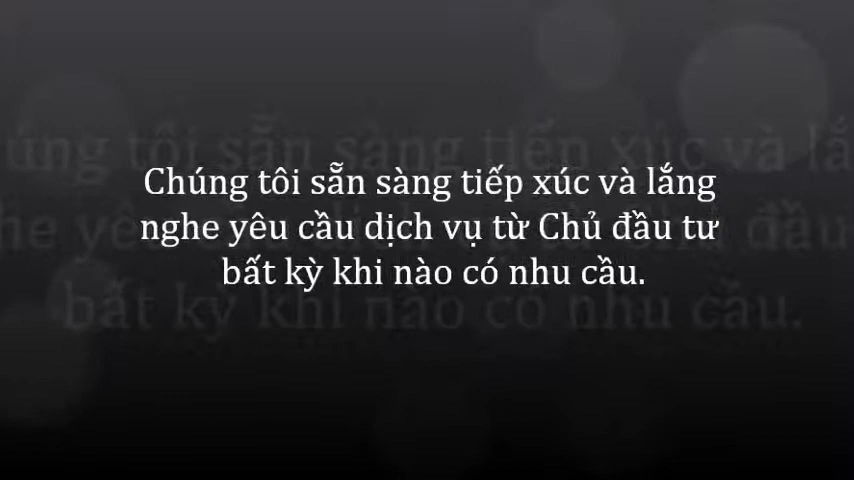 Chúng tôi sẵn sàng tiếp xúc và lắng
nghe yêu cầu dịch vụ từ Chủ đầu tư
bất kỳ khi nào có nhu cầu.